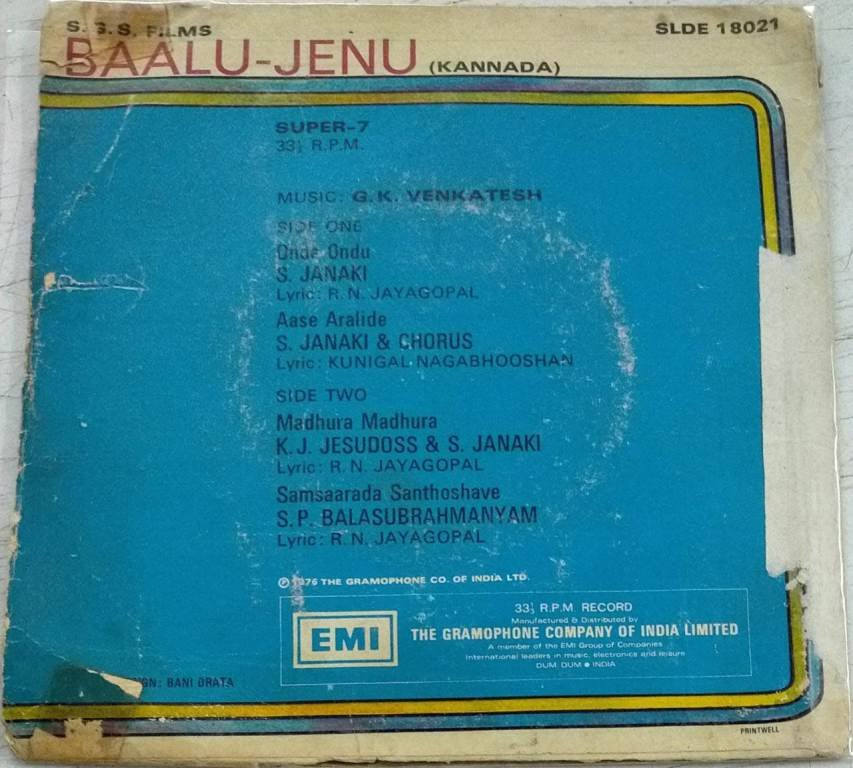 S. S. S. FILMS
SLDE 18021
BAALU-JENU (KANNADA)
SUPER-7
33⅓ R.P.M.
MUSIC: G.K. VENKATESH
SIDE ONE
Onde Ondu
S. JANAKI
Lyric: R. N. JAYAGOPAL
Aase Aralide
S. JANAKI & CHORUS
Lyric: KUNIGAL NAGABHOOSHAN
SIDE TWO
Madhura Madhura
K.J. JESUDOSS & S. JANAKI
Lyric: R. N. JAYAGOPAL
Samsaarada Santhoshave
S.P. BALASUBRAHMANYAM
Lyric: R. N. JAYAGOPAL
℗ 1976 THE GRAMOPHONE CO. OF INDIA LTD.
33⅓ R.P.M RECORD
Manufactured & Distributed by
EMI THE GRAMOPHONE COMPANY OF INDIA LIMITED
A member of the EMI Group of Companies
International leaders in music, electronics and leisure
DUM DUM ● INDIA
BANI DRATA
PRINTWELL